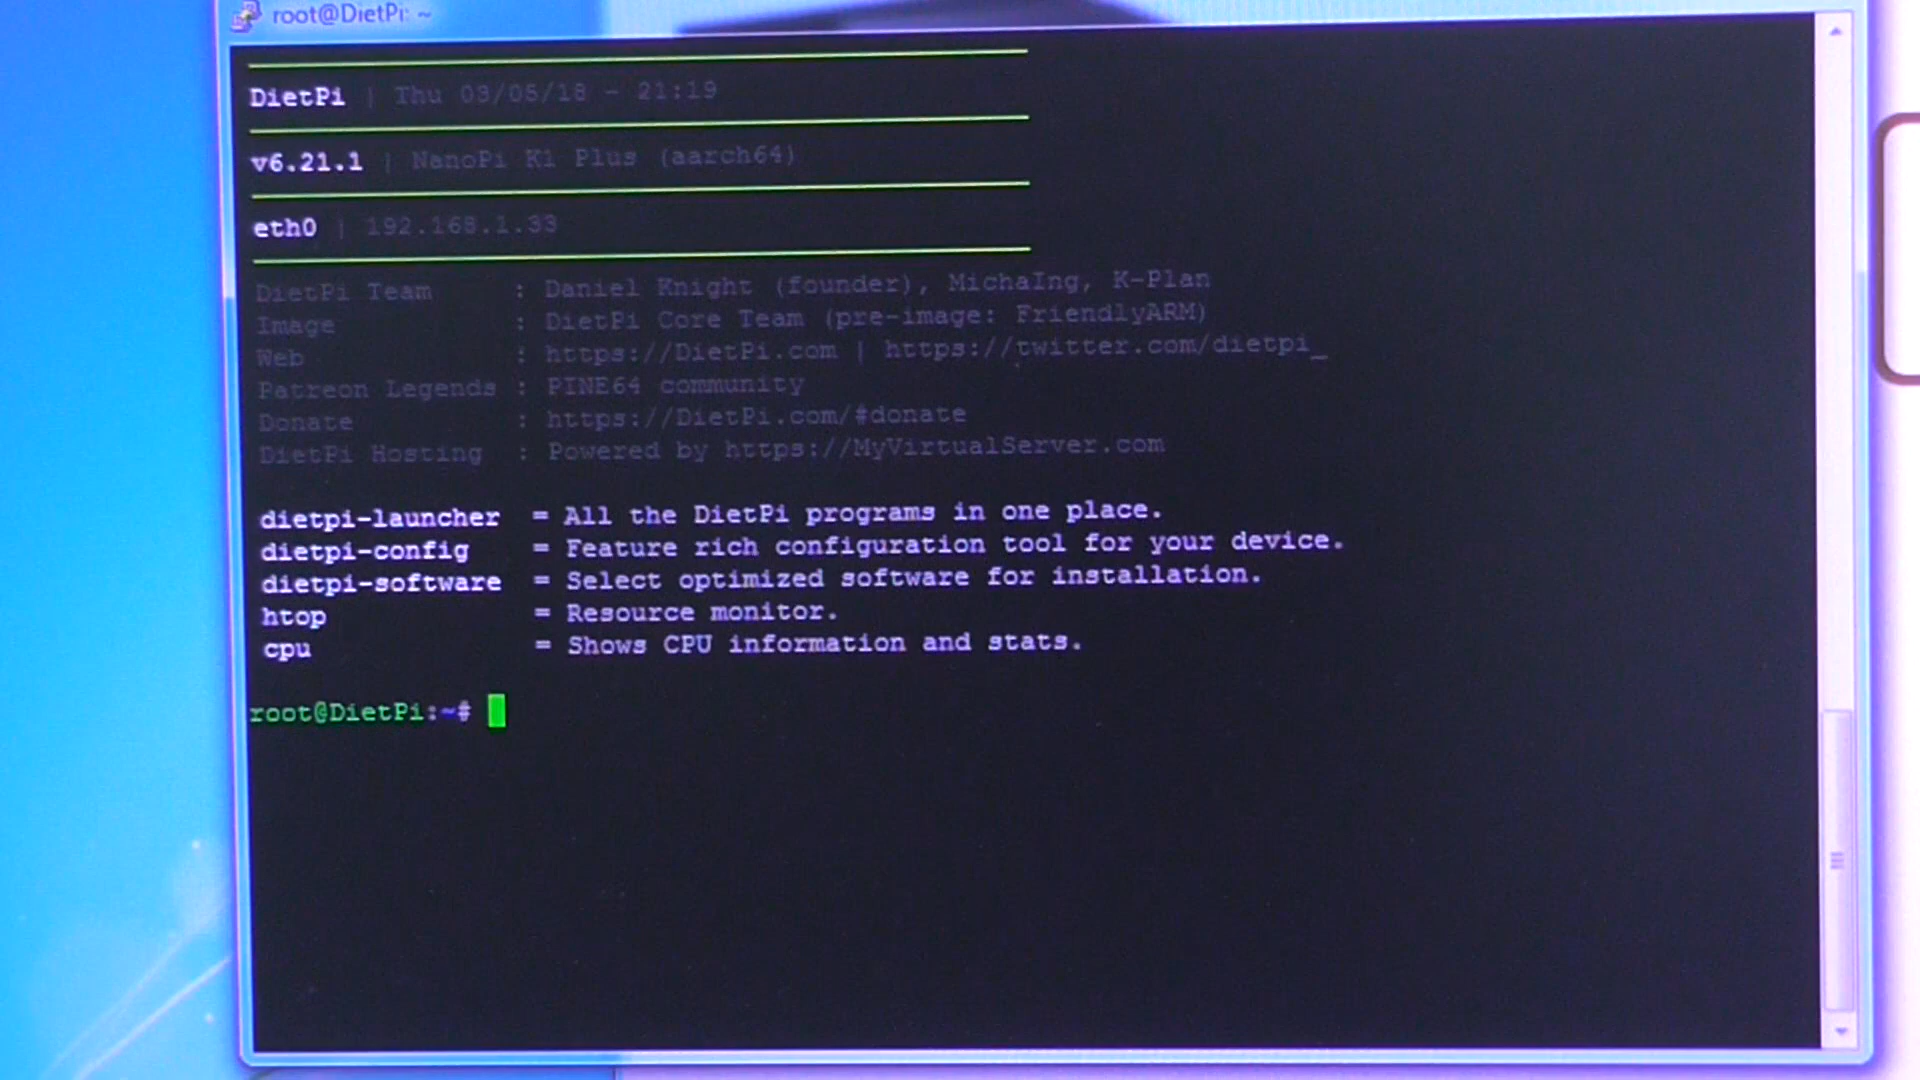 root@DietPi: ~
DietPi | Thu 03/05/18 - 21:19
v6.21.1 | NanoPi K1 Plus (aarch64)
eth0 | 192.168.1.33
DietPi Team : Daniel Knight (founder), MichaIng, K-Plan
Image : DietPi Core Team (pre-image: FriendlyARM)
Web : https://DietPi.com | https://twitter.com/dietpi_
Patreon Legends : PINE64 community
Donate : https://DietPi.com/#donate
DietPi Hosting : Powered by https://MyVirtualServer.com
dietpi-launcher = All the DietPi programs in one place.
dietpi-config = Feature rich configuration tool for your device.
dietpi-software = Select optimized software for installation.
htop = Resource monitor.
cpu = Shows CPU information and stats.
root@DietPi:~#